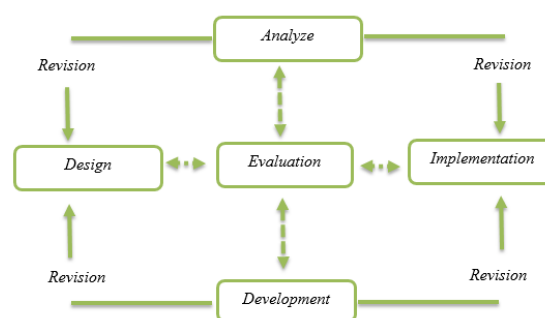 Analyze
Revision
Revision
Design
Evaluation
Implementation
Revision
Revision
Development